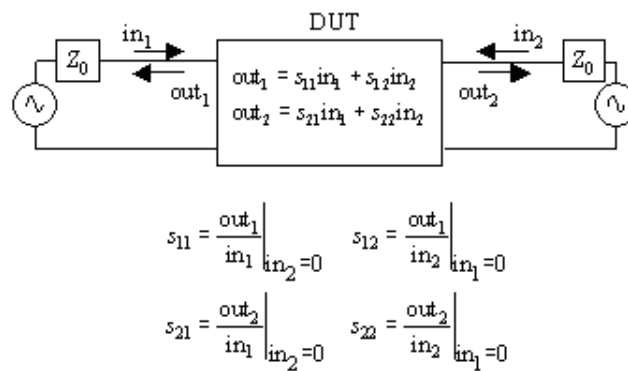 DUT
in₁
in₂
Z₀
Z₀
out₁
out₂
out₁ = s₁₁in₁ + s₁₂in₂
out₂ = s₂₁in₁ + s₂₂in₂
s₁₁ = out₁/in₁ |in₂=0
s₁₂ = out₁/in₂ |in₁=0
s₂₁ = out₂/in₁ |in₂=0
s₂₂ = out₂/in₂ |in₁=0